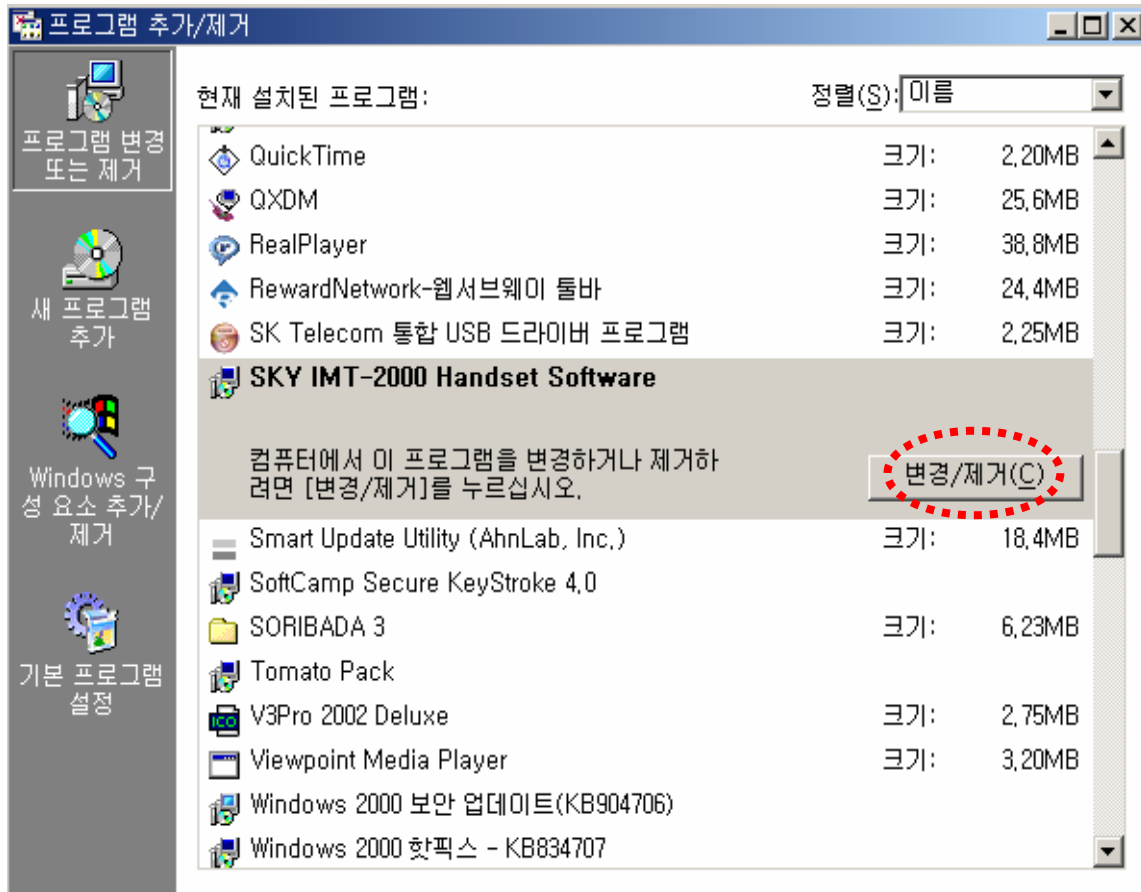 프로그램 추가/제거
프로그램 변경
또는 제거
새 프로그램
추가
Windows 구
성 요소 추가/
제거
기본 프로그램
설정
현재 설치된 프로그램:
정렬(S): 이름
QuickTime 크기: 2,20MB
QXDM 크기: 25,6MB
RealPlayer 크기: 38,8MB
RewardNetwork-웹서브웨이 툴바 크기: 24,4MB
SK Telecom 통합 USB 드라이버 프로그램 크기: 2,25MB
SKY IMT-2000 Handset Software
컴퓨터에서 이 프로그램을 변경하거나 제거하
려면 [변경/제거]를 누르십시오,
변경/제거(C)
Smart Update Utility (AhnLab, Inc,) 크기: 18,4MB
SoftCamp Secure KeyStroke 4,0
SORIBADA 3 크기: 6,23MB
Tomato Pack
V3Pro 2002 Deluxe 크기: 2,75MB
Viewpoint Media Player 크기: 3,20MB
Windows 2000 보안 업데이트(KB904706)
Windows 2000 핫픽스 - KB834707